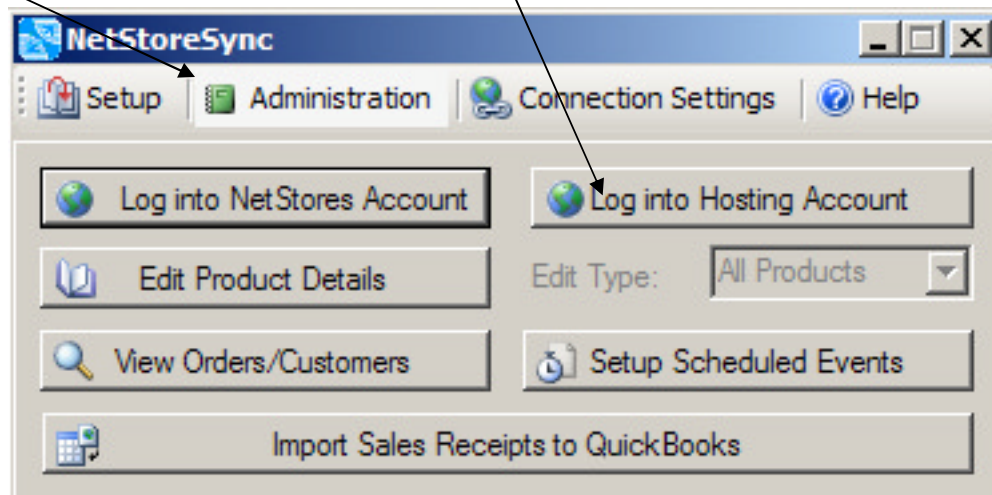 NetStoreSync
Setup Administration Connection Settings Help
Log into NetStores Account Log into Hosting Account
Edit Product Details Edit Type: All Products
View Orders/Customers Setup Scheduled Events
Import Sales Receipts to QuickBooks